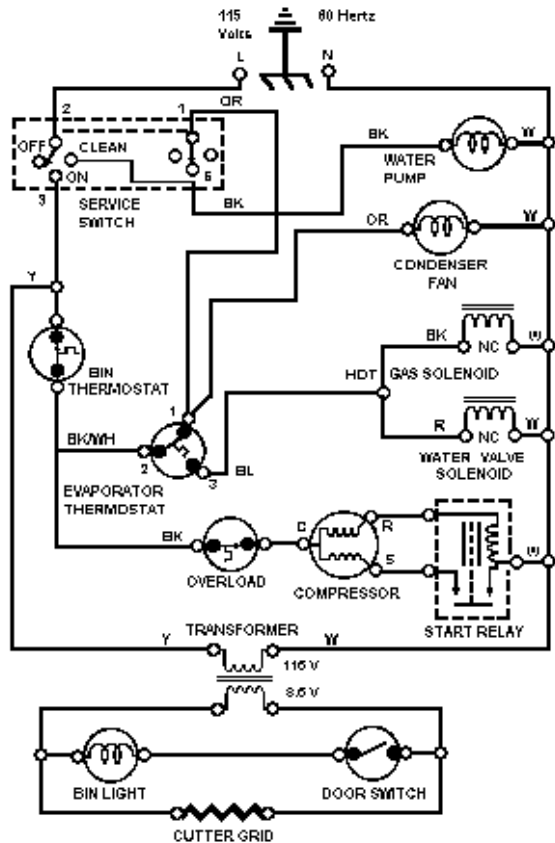 115 Volts
60 Hertz
L
N
2
1
OR
OFF
CLEAN
ON
6
3
SERVICE SWITCH
BK
BK
WATER PUMP
W
OR
CONDENSER FAN
W
Y
BIN THERMOSTAT
BK
NC
W
GAS SOLENOID
HDT
R
NC
W
WATER VALVE SOLENOID
1
BK/WH
2
3
BL
EVAPORATOR THERMOSTAT
BK
OVERLOAD
C
R
S
COMPRESSOR
W
START RELAY
Y
TRANSFORMER
W
115 V
8.5 V
BIN LIGHT
DOOR SWITCH
CUTTER GRID